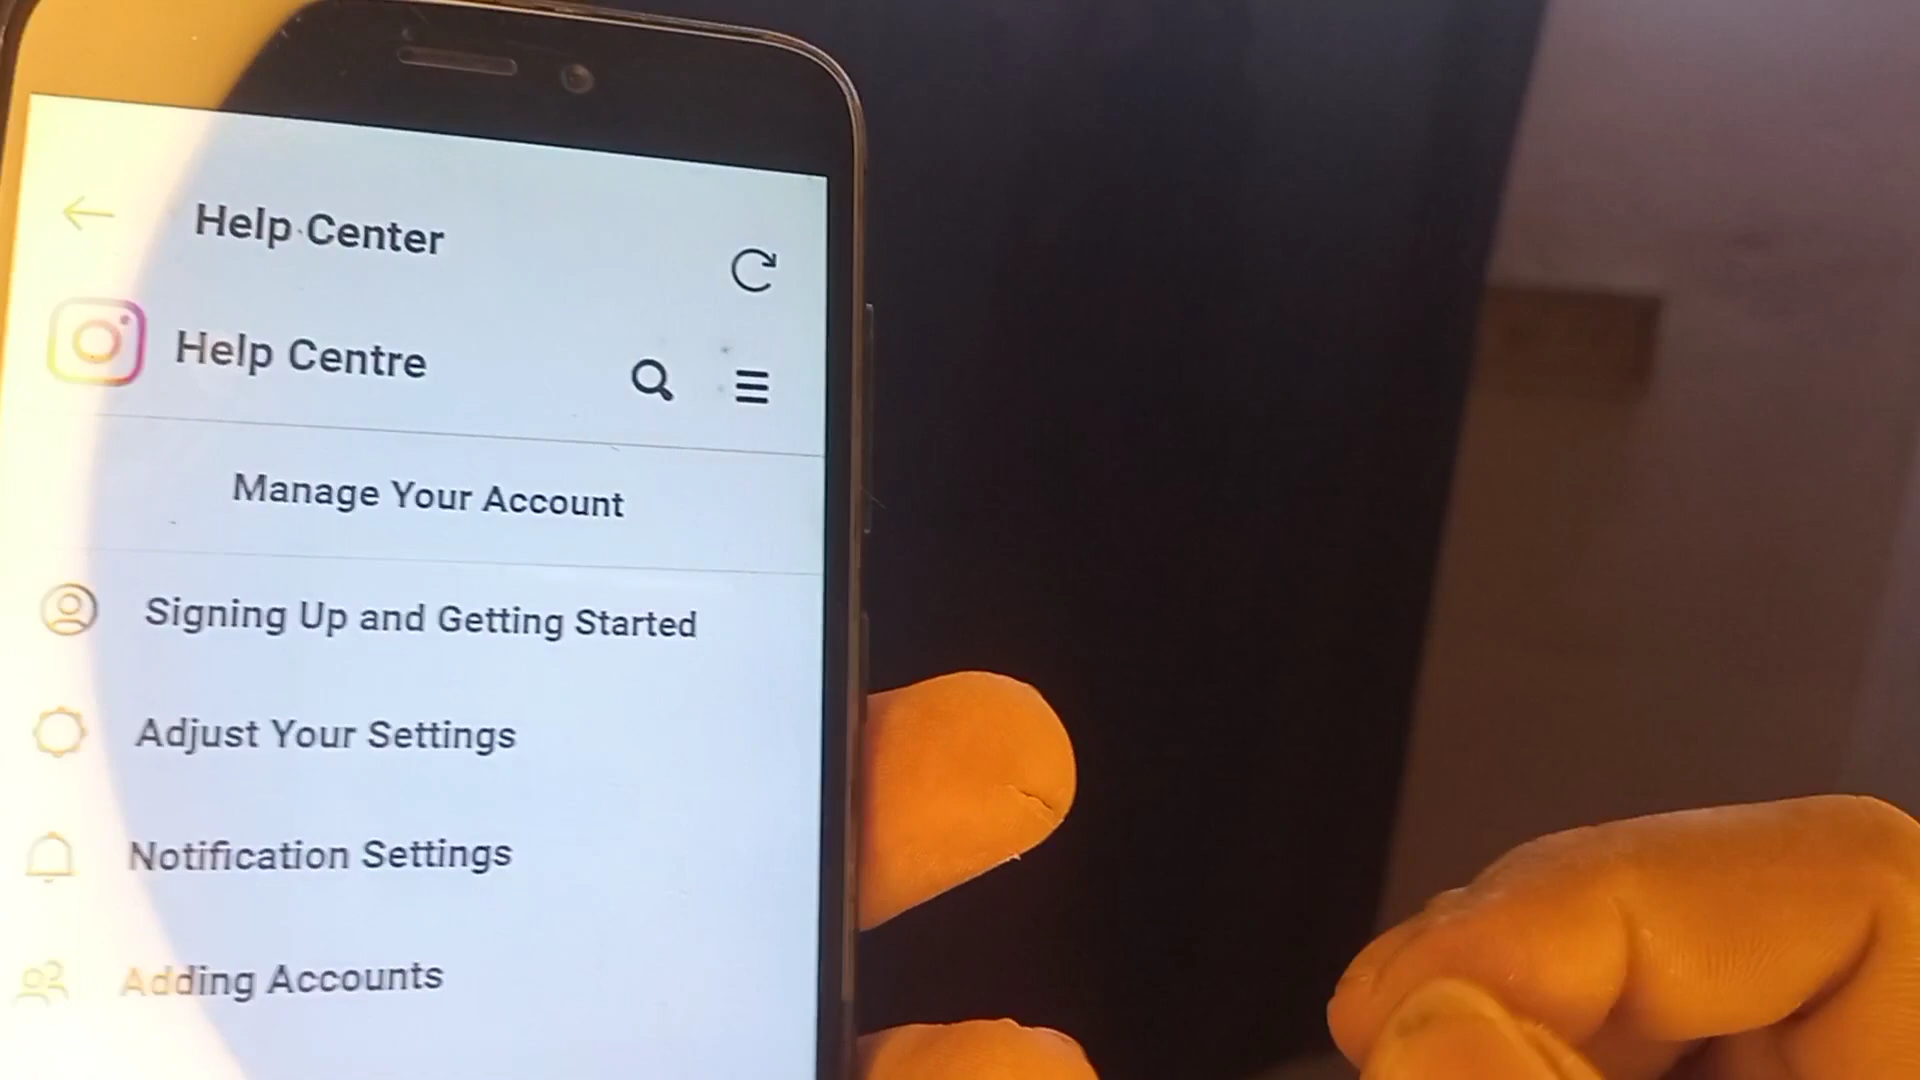 Help Center
Help Centre
Manage Your Account
Signing Up and Getting Started
Adjust Your Settings
Notification Settings
Adding Accounts